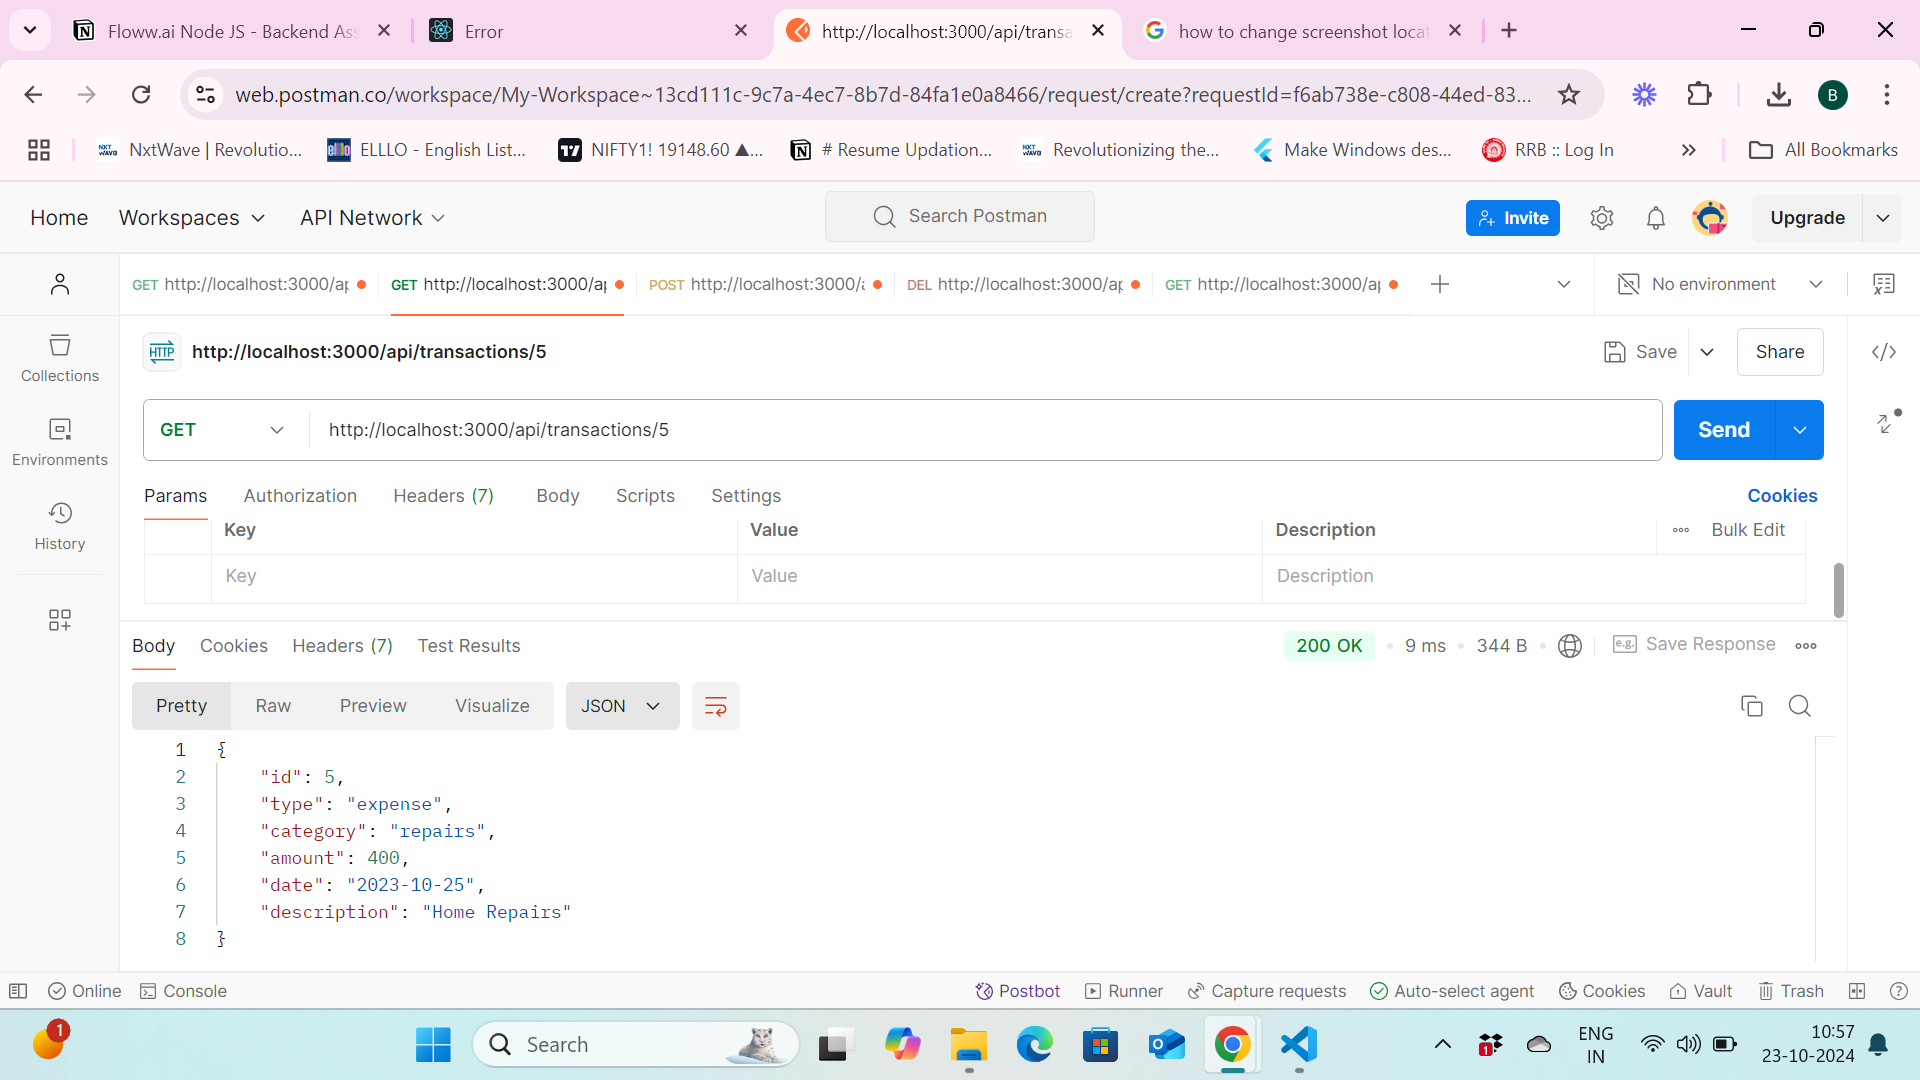 Floww.ai Node JS - Backend Ass
Error
http://localhost:3000/api/transa
how to change screenshot locat
web.postman.co/workspace/My-Workspace~13cd111c-9c7a-4ec7-8b7d-84fa1e0a8466/request/create?requestId=f6ab738e-c808-44ed-83... B
NxtWave | Revolutio... ELLLO - English List... NIFTY1! 19148.60 ▲... # Resume Updation... Revolutionizing the... Make Windows des... RRB :: Log In » All Bookmarks
Home Workspaces API Network Search Postman Invite Upgrade
GET http://localhost:3000/ap GET http://localhost:3000/ap POST http://localhost:3000/a DEL http://localhost:3000/ap GET http://localhost:3000/ap No environment
HTTP http://localhost:3000/api/transactions/5 Save Share
Collections
GET http://localhost:3000/api/transactions/5 Send
Environments
Params Authorization Headers (7) Body Scripts Settings Cookies
Key Value Description Bulk Edit
History
Key Value Description
Body Cookies Headers (7) Test Results 200 OK 9 ms 344 B e.g. Save Response
Pretty Raw Preview Visualize JSON
1 {
2 "id": 5,
3 "type": "expense",
4 "category": "repairs",
5 "amount": 400,
6 "date": "2023-10-25",
7 "description": "Home Repairs"
8 }
Online Console Postbot Runner Capture requests Auto-select agent Cookies Vault Trash
1 Search 1 ENG 10:57
IN 23-10-2024